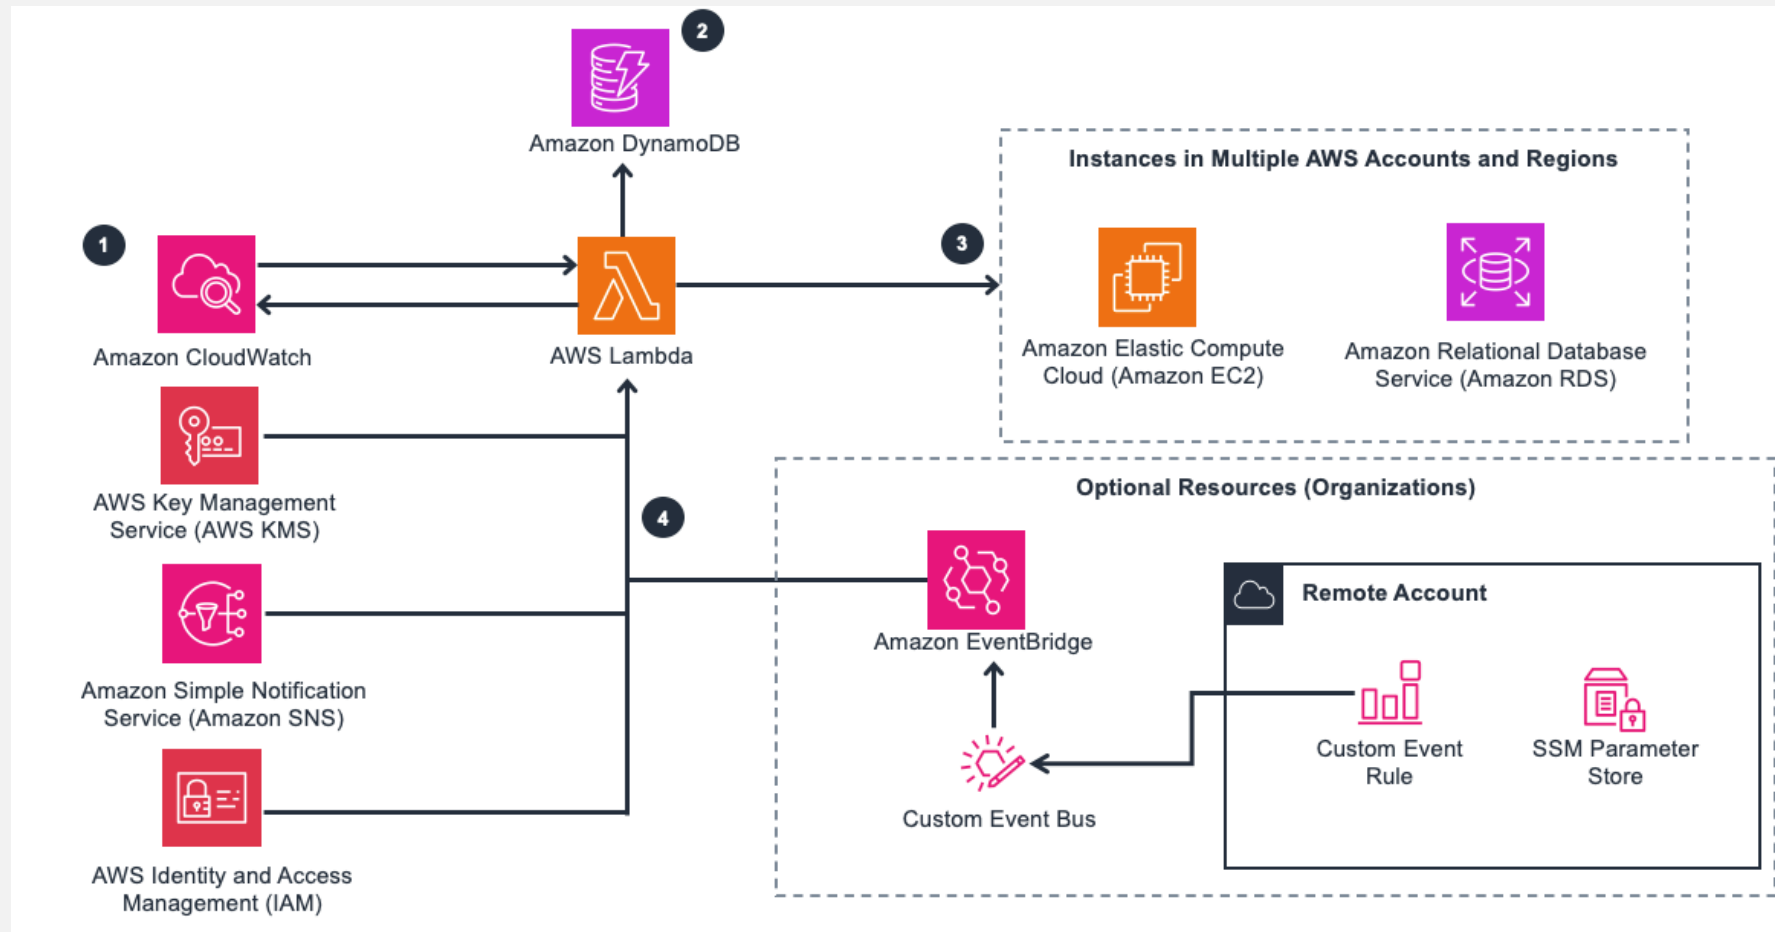 2
Amazon DynamoDB
Instances in Multiple AWS Accounts and Regions
1
3
Amazon CloudWatch
AWS Lambda
Amazon Elastic Compute
Cloud (Amazon EC2)
Amazon Relational Database
Service (Amazon RDS)
AWS Key Management
Service (AWS KMS)
4
Optional Resources (Organizations)
Remote Account
Amazon EventBridge
Amazon Simple Notification
Service (Amazon SNS)
Custom Event
Rule
SSM Parameter
Store
Custom Event Bus
AWS Identity and Access
Management (IAM)